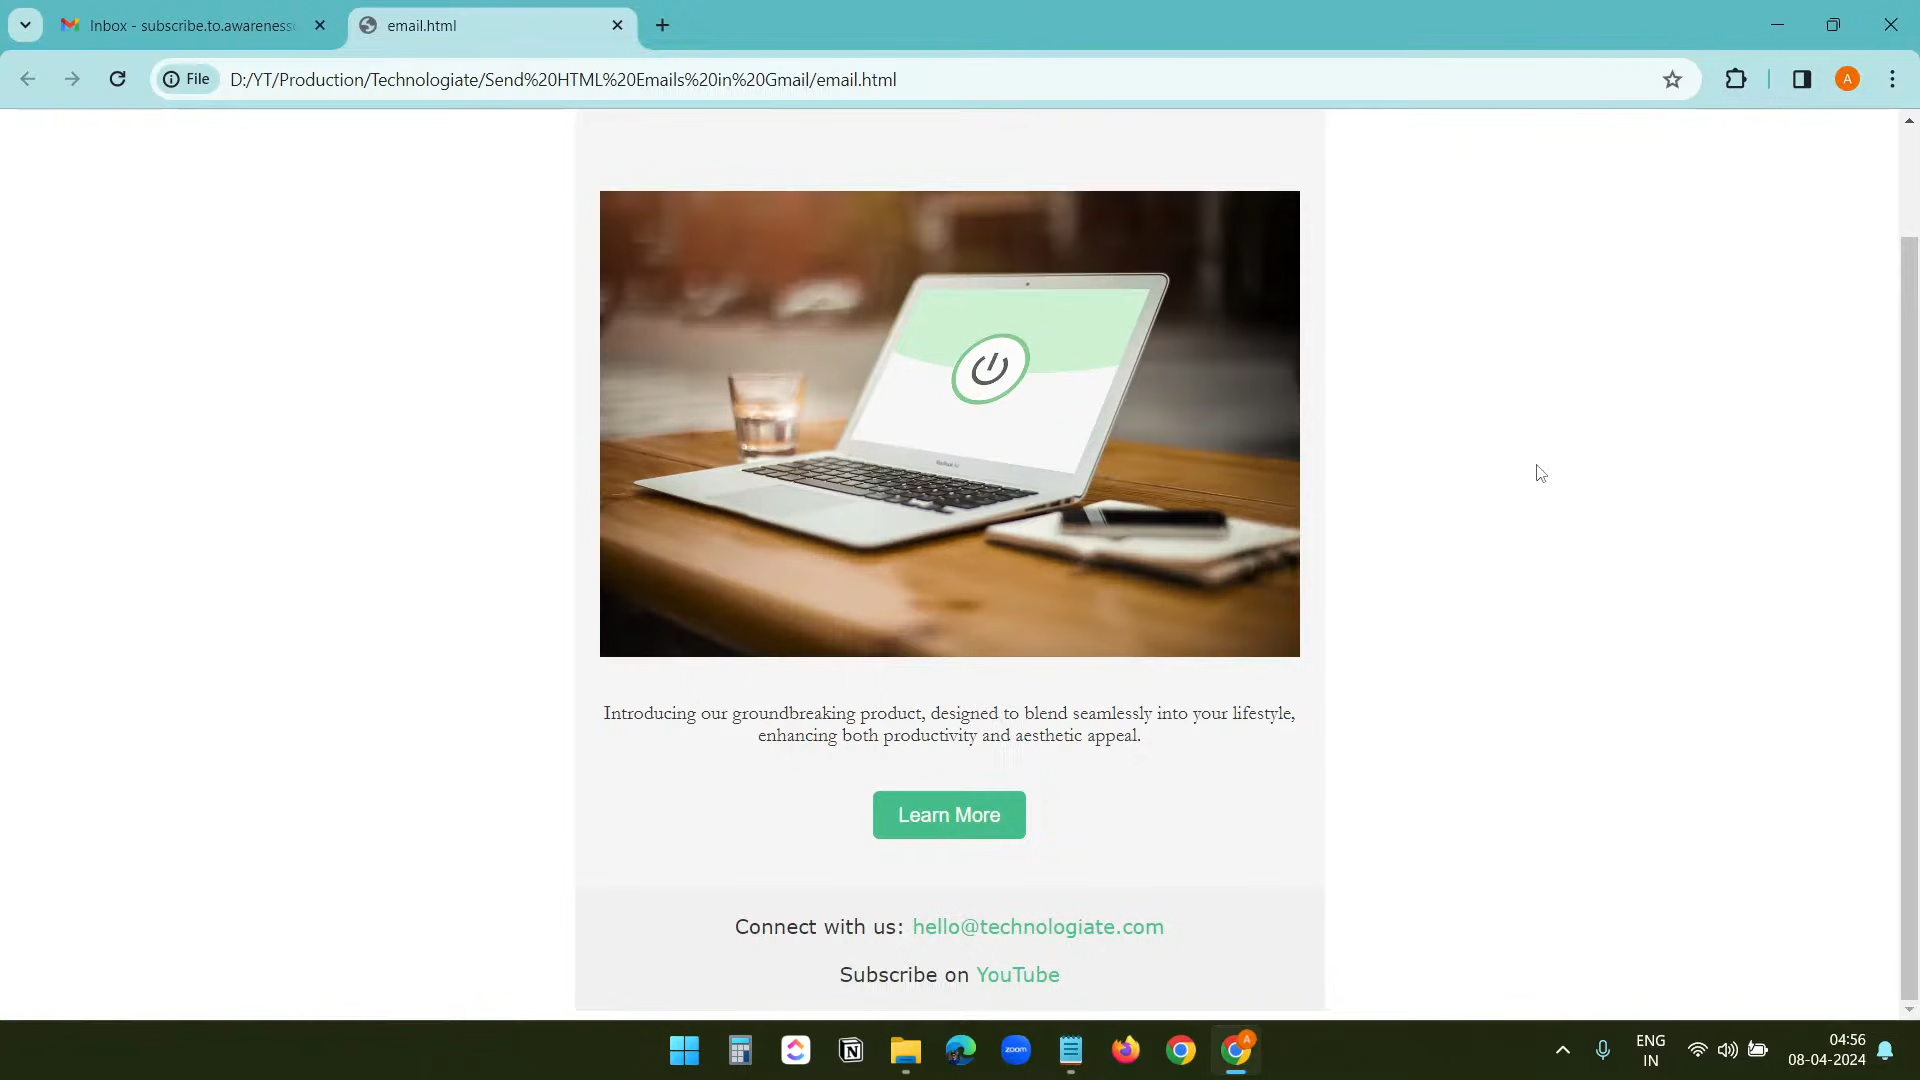 Inbox - subscribe.to.awareness
email.html
File
D:/YT/Production/Technologiate/Send%20HTML%20Emails%20in%20Gmail/email.html
A
Introducing our groundbreaking product, designed to blend seamlessly into your lifestyle,
enhancing both productivity and aesthetic appeal.
Learn More
Connect with us: hello@technologiate.com
Subscribe on YouTube
zoom
A
ENG
IN
04:56
08-04-2024